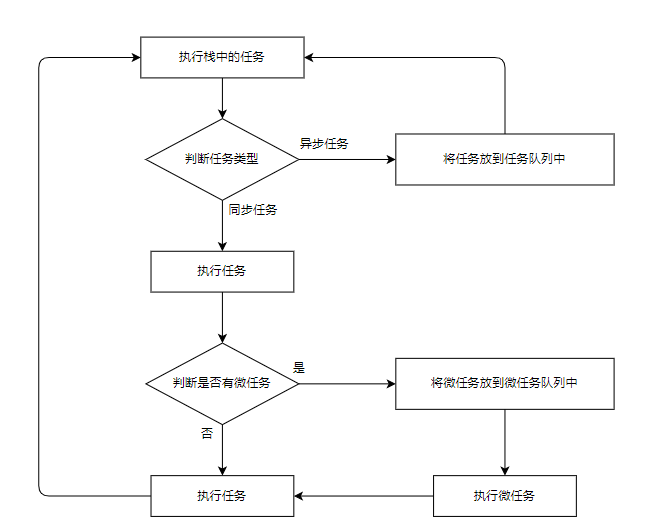 执行栈中的任务
异步任务
判断任务类型
将任务放到任务队列中
同步任务
执行任务
是
判断是否有微任务
将微任务放到微任务队列中
否
执行任务
执行微任务